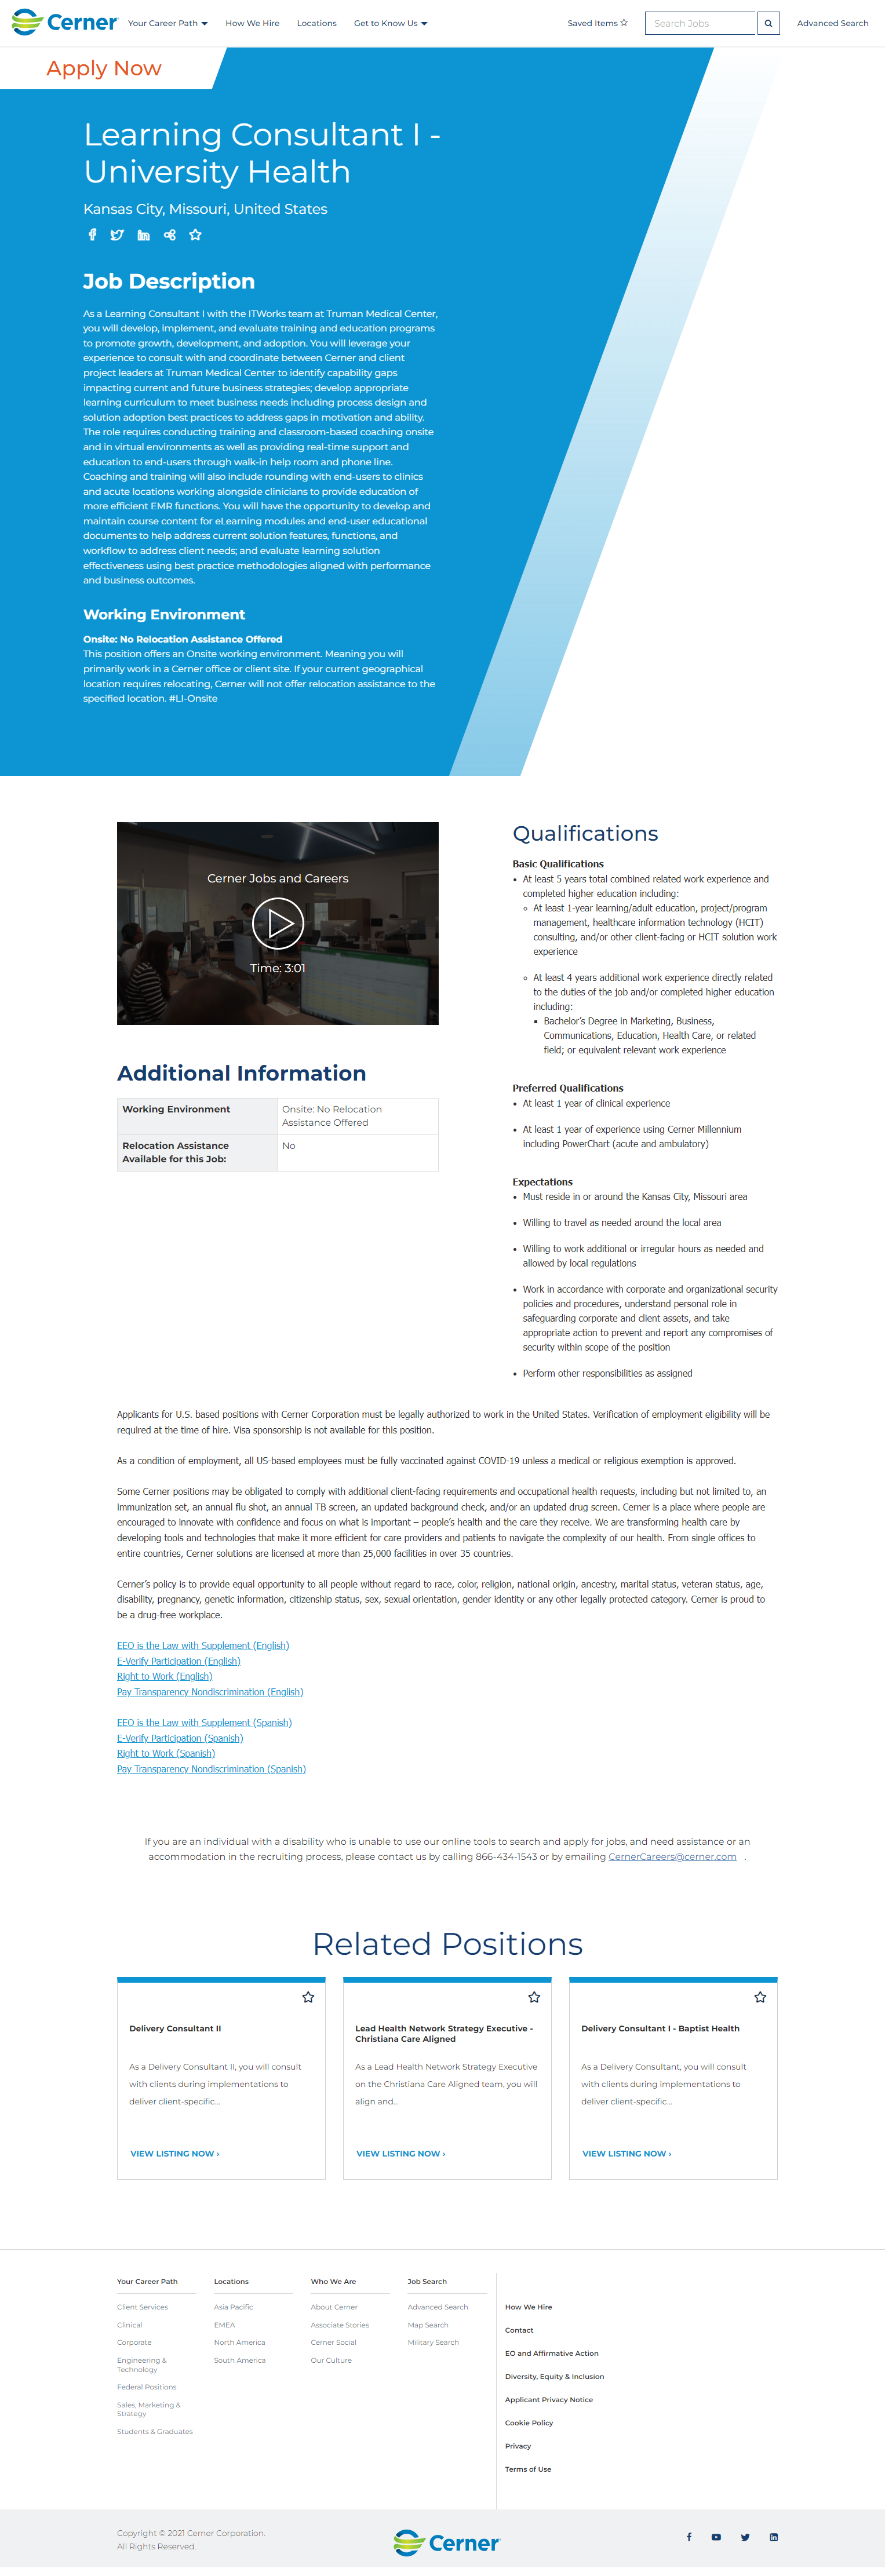 Cerner
Your Career Path
How We Hire
Locations
Get to Know Us
Saved Items
Search Jobs
Advanced Search
Apply Now
Learning Consultant I -
University Health
Kansas City, Missouri, United States
Job Description
As a Learning Consultant I with the ITWorks team at Truman Medical Center,
you will develop, implement, and evaluate training and education programs
to promote growth, development, and adoption. You will leverage your
experience to consult with and coordinate between Cerner and client
project leaders at Truman Medical Center to identify capability gaps
impacting current and future business strategies; develop appropriate
learning curriculum to meet business needs including process design and
solution adoption best practices to address gaps in motivation and ability.
The role requires conducting training and classroom-based coaching onsite
and in virtual environments as well as providing real-time support and
education to end-users through walk-in help room and phone line.
Coaching and training will also include rounding with end-users to clinics
and acute locations working alongside clinicians to provide education of
more efficient EMR functions. You will have the opportunity to develop and
maintain course content for eLearning modules and end-user educational
documents to help address current solution features, functions, and
workflow to address client needs; and evaluate learning solution
effectiveness using best practice methodologies aligned with performance
and business outcomes.
Working Environment
Onsite: No Relocation Assistance Offered
This position offers an Onsite working environment. Meaning you will
primarily work in a Cerner office or client site. If your current geographical
location requires relocating, Cerner will not offer relocation assistance to the
specified location. #LI-Onsite
Cerner Jobs and Careers
Time: 3:01
Additional Information
Working Environment
Onsite: No Relocation
Assistance Offered
Relocation Assistance
Available for this Job:
No
Qualifications
Basic Qualifications
• At least 5 years total combined related work experience and
completed higher education including:
◦ At least 1-year learning/adult education, project/program
management, healthcare information technology (HCIT)
consulting, and/or other client-facing or HCIT solution work
experience
◦ At least 4 years additional work experience directly related
to the duties of the job and/or completed higher education
including:
▪ Bachelor's Degree in Marketing, Business,
Communications, Education, Health Care, or related
field; or equivalent relevant work experience
Preferred Qualifications
• At least 1 year of clinical experience
• At least 1 year of experience using Cerner Millennium
including PowerChart (acute and ambulatory)
Expectations
• Must reside in or around the Kansas City, Missouri area
• Willing to travel as needed around the local area
• Willing to work additional or irregular hours as needed and
allowed by local regulations
• Work in accordance with corporate and organizational security
policies and procedures, understand personal role in
safeguarding corporate and client assets, and take
appropriate action to prevent and report any compromises of
security within scope of the position
• Perform other responsibilities as assigned
Applicants for U.S. based positions with Cerner Corporation must be legally authorized to work in the United States. Verification of employment eligibility will be
required at the time of hire. Visa sponsorship is not available for this position.
As a condition of employment, all US-based employees must be fully vaccinated against COVID-19 unless a medical or religious exemption is approved.
Some Cerner positions may be obligated to comply with additional client-facing requirements and occupational health requests, including but not limited to, an
immunization set, an annual flu shot, an annual TB screen, an updated background check, and/or an updated drug screen. Cerner is a place where people are
encouraged to innovate with confidence and focus on what is important – people's health and the care they receive. We are transforming health care by
developing tools and technologies that make it more efficient for care providers and patients to navigate the complexity of our health. From single offices to
entire countries, Cerner solutions are licensed at more than 25,000 facilities in over 35 countries.
Cerner's policy is to provide equal opportunity to all people without regard to race, color, religion, national origin, ancestry, marital status, veteran status, age,
disability, pregnancy, genetic information, citizenship status, sex, sexual orientation, gender identity or any other legally protected category. Cerner is proud to
be a drug-free workplace.
EEO is the Law with Supplement (English)
E-Verify Participation (English)
Right to Work (English)
Pay Transparency Nondiscrimination (English)
EEO is the Law with Supplement (Spanish)
E-Verify Participation (Spanish)
Right to Work (Spanish)
Pay Transparency Nondiscrimination (Spanish)
If you are an individual with a disability who is unable to use our online tools to search and apply for jobs, and need assistance or an
accommodation in the recruiting process, please contact us by calling 866-434-1543 or by emailing CernerCareers@cerner.com .
Related Positions
Delivery Consultant II
As a Delivery Consultant II, you will consult
with clients during implementations to
deliver client-specific...
VIEW LISTING NOW ›
Lead Health Network Strategy Executive -
Christiana Care Aligned
As a Lead Health Network Strategy Executive
on the Christiana Care Aligned team, you will
align and...
VIEW LISTING NOW ›
Delivery Consultant I - Baptist Health
As a Delivery Consultant, you will consult
with clients during implementations to
deliver client-specific...
VIEW LISTING NOW ›
Your Career Path
Client Services
Clinical
Corporate
Engineering &
Technology
Federal Positions
Sales, Marketing &
Strategy
Students & Graduates
Locations
Asia Pacific
EMEA
North America
South America
Who We Are
About Cerner
Associate Stories
Cerner Social
Our Culture
Job Search
Advanced Search
Map Search
Military Search
How We Hire
Contact
EO and Affirmative Action
Diversity, Equity & Inclusion
Applicant Privacy Notice
Cookie Policy
Privacy
Terms of Use
Copyright © 2021 Cerner Corporation.
All Rights Reserved.
Cerner